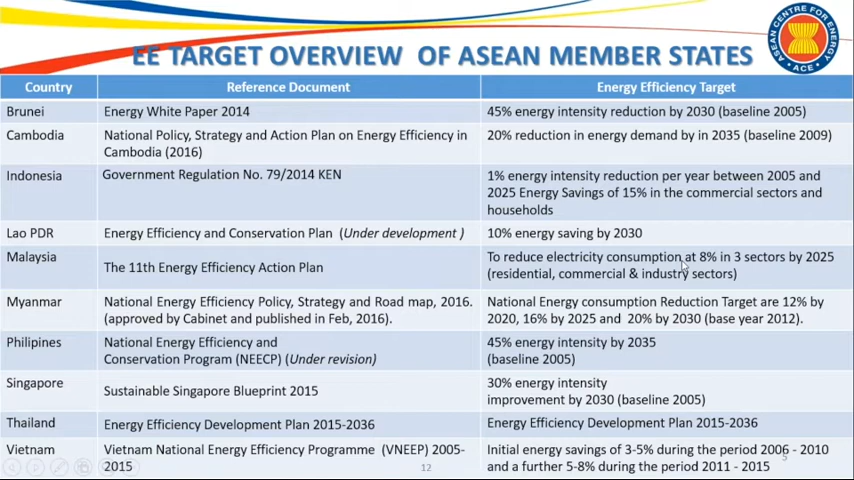 EE TARGET OVERVIEW OF ASEAN MEMBER STATES
ASEAN CENTRE FOR ENERGY
• ACE •
Country
Reference Document
Energy Efficiency Target
Brunei
Energy White Paper 2014
45% energy intensity reduction by 2030 (baseline 2005)
Cambodia
National Policy, Strategy and Action Plan on Energy Efficiency in
Cambodia (2016)
20% reduction in energy demand by in 2035 (baseline 2009)
Indonesia
Government Regulation No. 79/2014 KEN
1% energy intensity reduction per year between 2005 and
2025 Energy Savings of 15% in the commercial sectors and
households
Lao PDR
Energy Efficiency and Conservation Plan (Under development )
10% energy saving by 2030
Malaysia
The 11th Energy Efficiency Action Plan
To reduce electricity consumption at 8% in 3 sectors by 2025
(residential, commercial & industry sectors)
Myanmar
National Energy Efficiency Policy, Strategy and Road map, 2016.
(approved by Cabinet and published in Feb, 2016).
National Energy consumption Reduction Target are 12% by
2020, 16% by 2025 and 20% by 2030 (base year 2012).
Philipines
National Energy Efficiency and
Conservation Program (NEECP) (Under revision)
45% energy intensity by 2035
(baseline 2005)
Singapore
Sustainable Singapore Blueprint 2015
30% energy intensity
improvement by 2030 (baseline 2005)
Thailand
Energy Efficiency Development Plan 2015-2036
Energy Efficiency Development Plan 2015-2036
Vietnam
Vietnam National Energy Efficiency Programme (VNEEP) 2005-
2015
Initial energy savings of 3-5% during the period 2006 - 2010
and a further 5-8% during the period 2011 - 2015
12
5